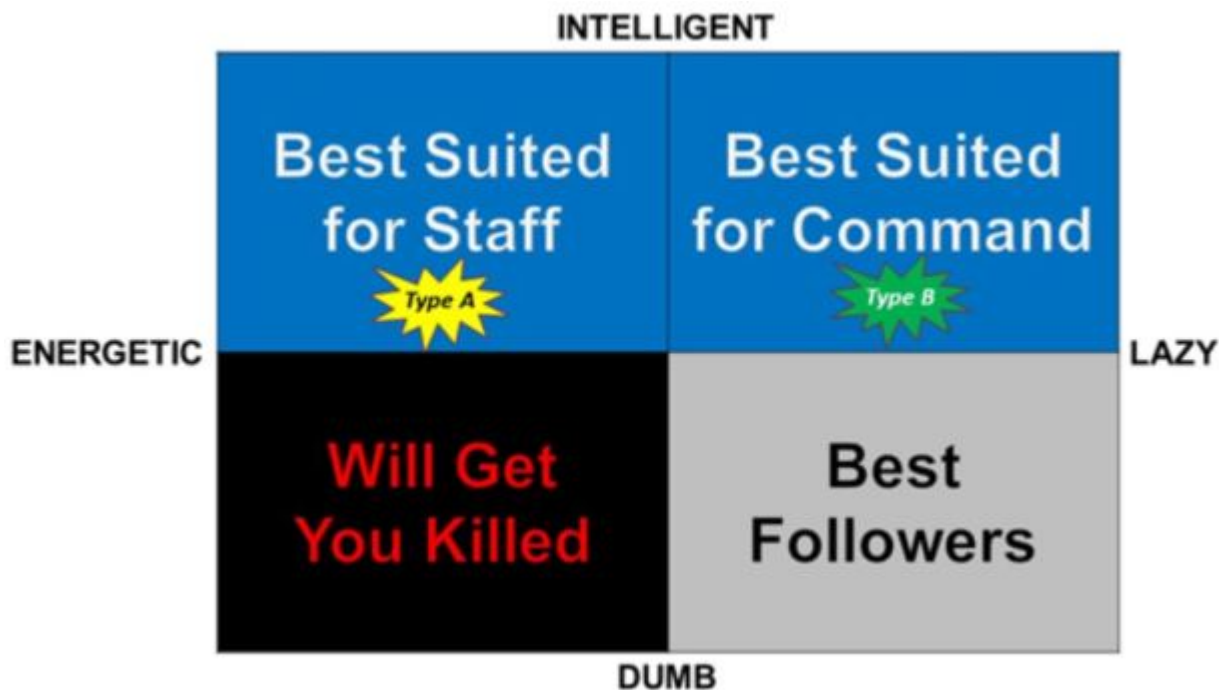 INTELLIGENT
Best Suited
for Staff
Type A
Best Suited
for Command
Type B
ENERGETIC
LAZY
Will Get
You Killed
Best
Followers
DUMB